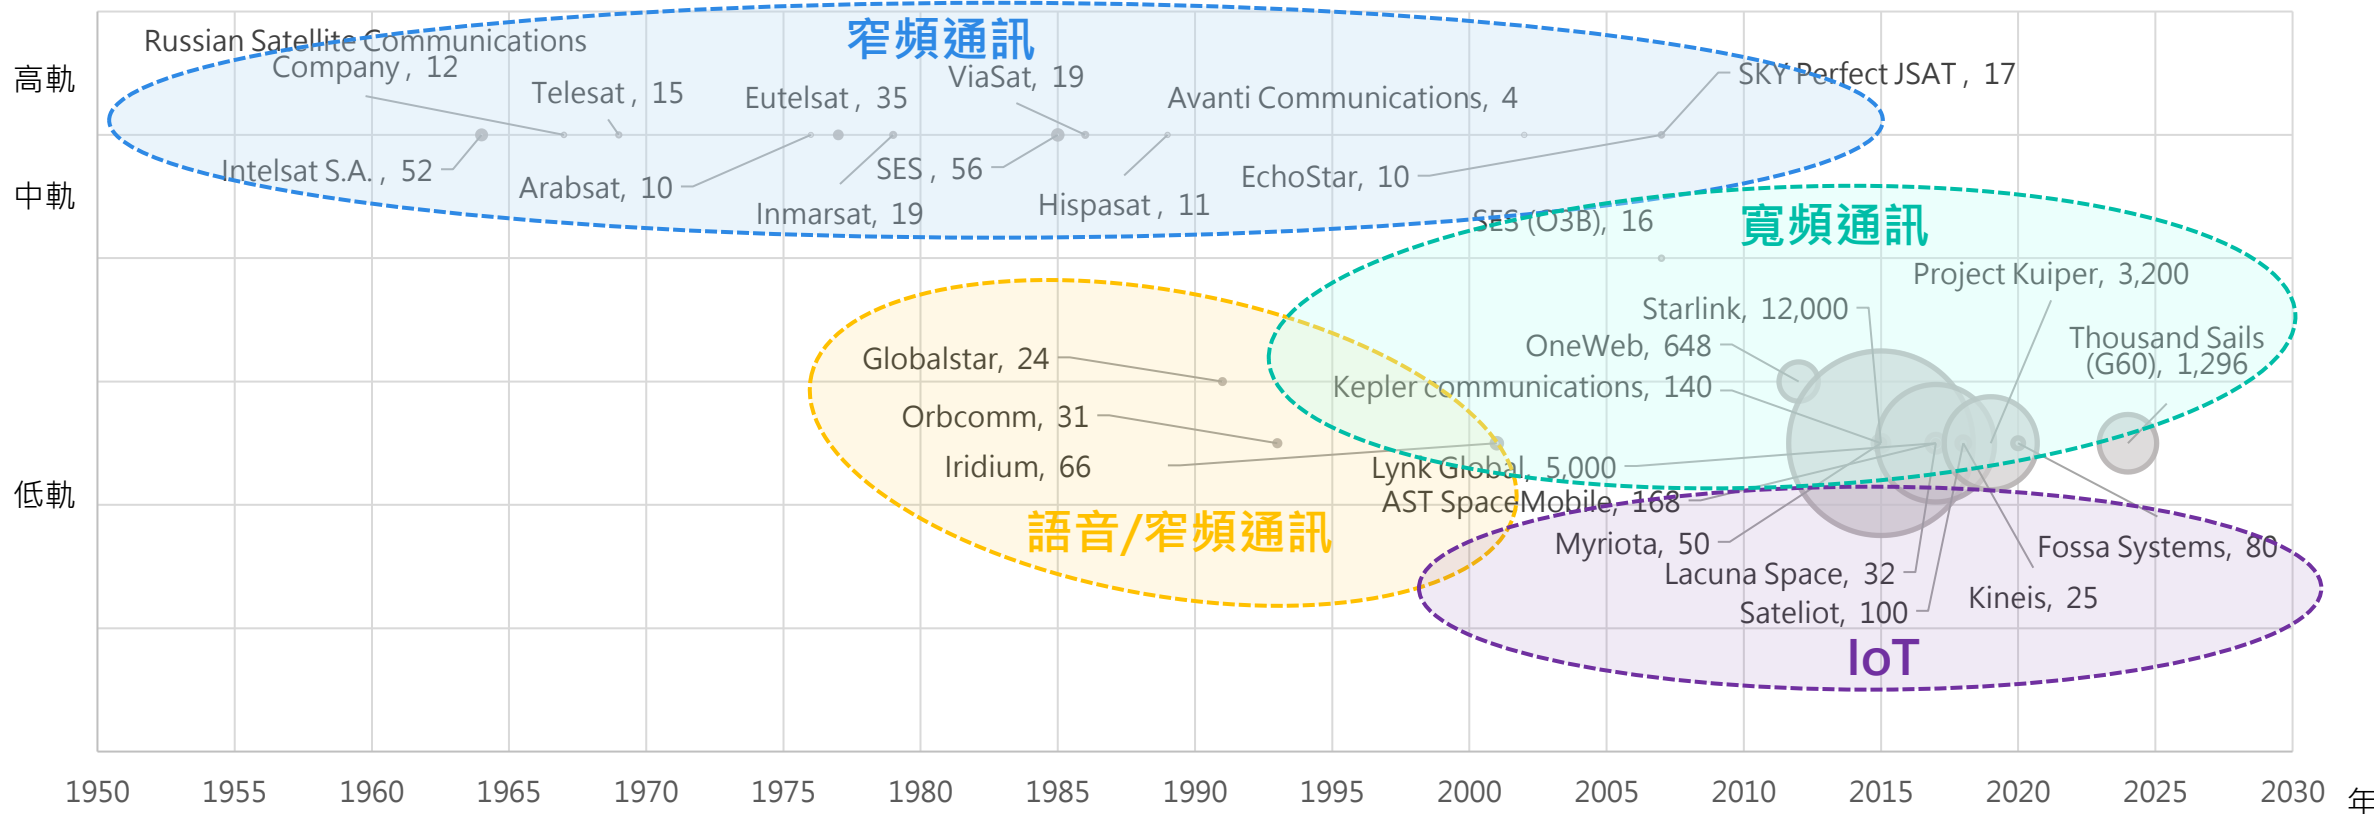 窄頻通訊
Russian Satellite Communications
Company , 12
高軌
Telesat , 15
Eutelsat , 35
ViaSat, 19
Avanti Communications, 4
SKY Perfect JSAT , 17
Intelsat S.A. , 52
Arabsat, 10
Inmarsat, 19
SES , 56
Hispasat , 11
EchoStar, 10
中軌
SES (O3B), 16
寬頻通訊
Project Kuiper, 3,200
Starlink, 12,000
OneWeb, 648
Thousand Sails
(G60), 1,296
Kepler communications, 140
Globalstar, 24
Orbcomm, 31
Iridium, 66
Lynk Global, 5,000
低軌
AST SpaceMobile, 168
語音/窄頻通訊
Myriota, 50
Lacuna Space, 32
Sateliot, 100
Fossa Systems, 80
Kineis, 25
IoT
1950 1955 1960 1965 1970 1975 1980 1985 1990 1995 2000 2005 2010 2015 2020 2025 2030 年